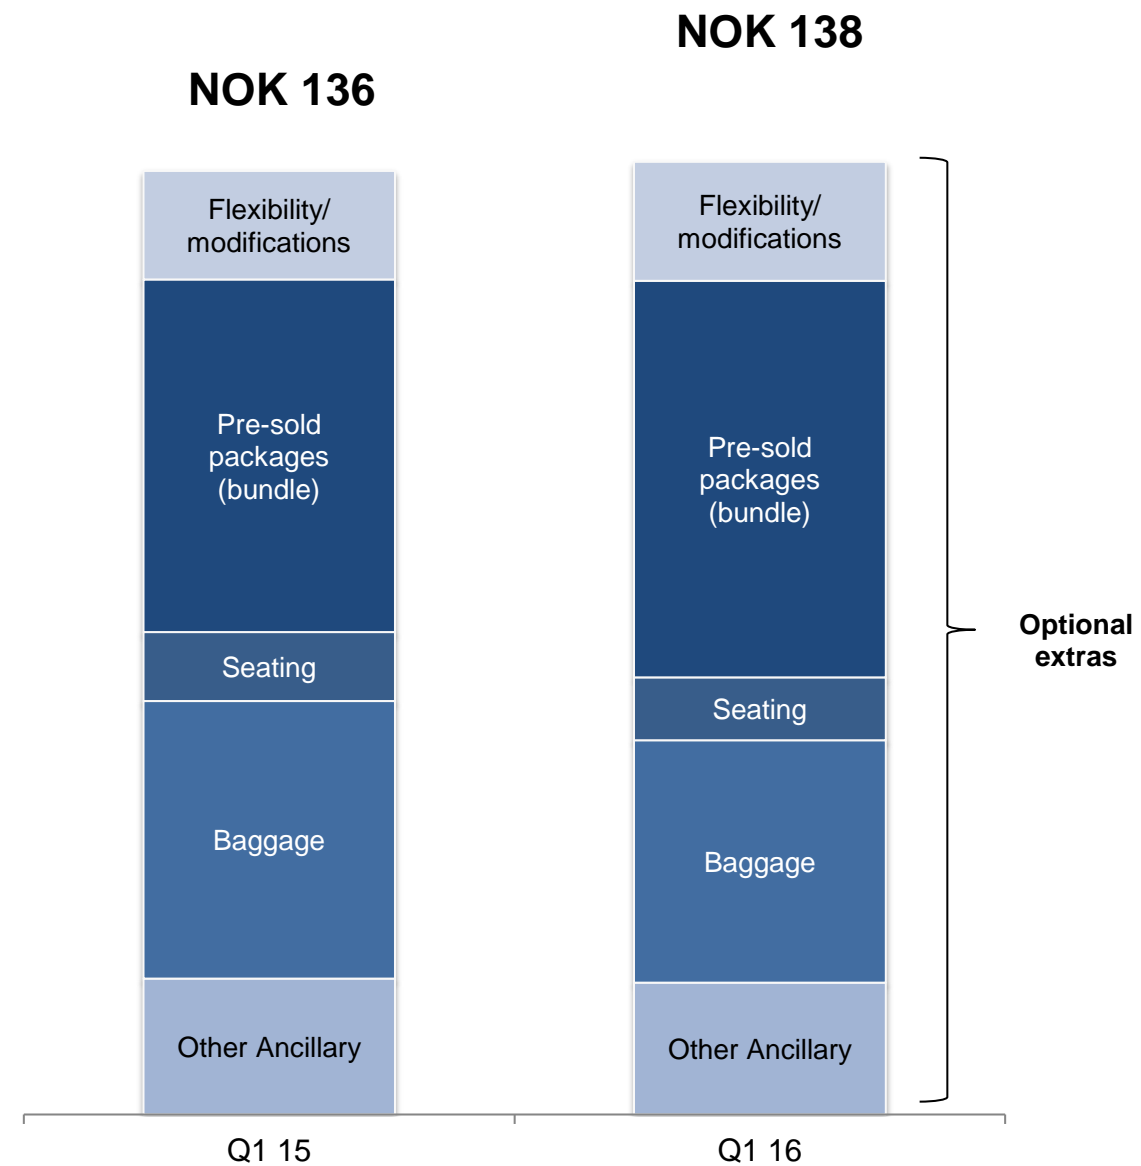 NOK 136
NOK 138
Flexibility/
modifications
Pre-sold
packages
(bundle)
Seating
Baggage
Other Ancillary
Flexibility/
modifications
Pre-sold
packages
(bundle)
Seating
Baggage
Other Ancillary
Optional
extras
Q1 15
Q1 16